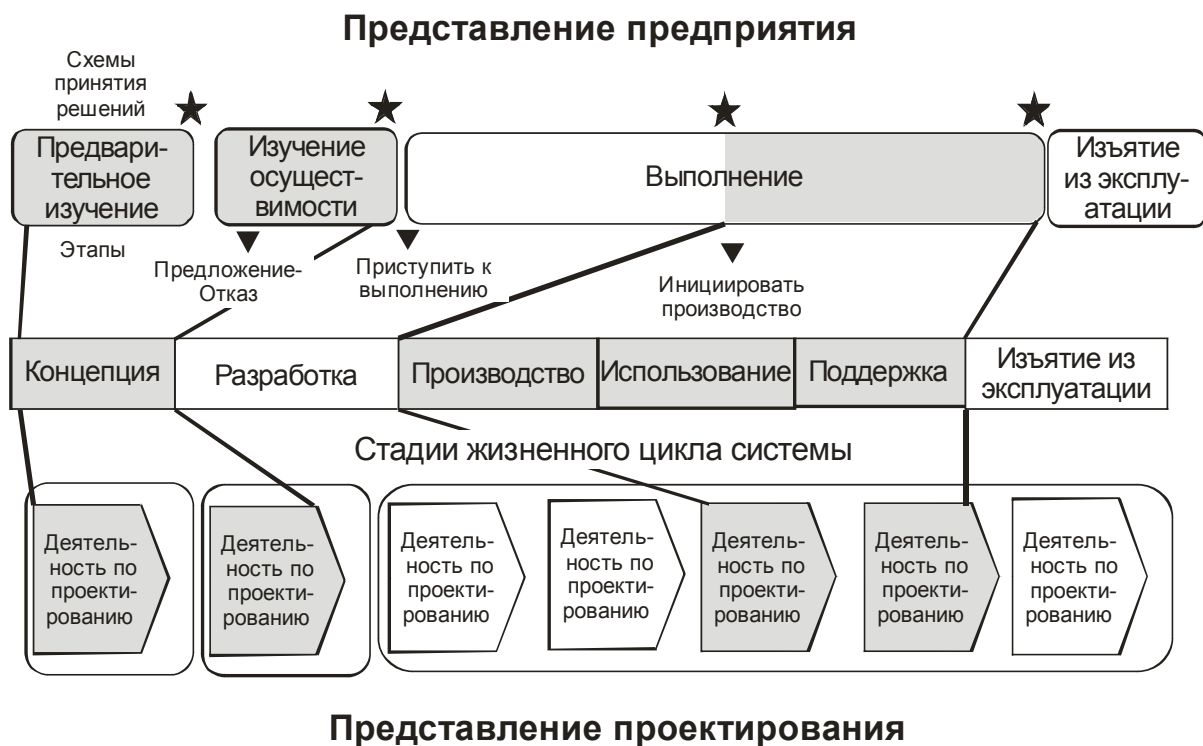 Представление предприятия
Схемы
принятия
решений
Предвари-
тельное
изучение
Изучение
осущест-
вимости
Выполнение
Изъятие
из эксплу-
атации
Этапы
Предложение-
Отказ
Приступить к
выполнению
Инициировать
производство
Концепция
Разработка
Производство
Использование
Поддержка
Изъятие из
эксплуатации
Стадии жизненного цикла системы
Деятель-
ность по
проекти-
рованию
Деятель-
ность по
проекти-
рованию
Деятель-
ность по
проекти-
рованию
Деятель-
ность по
проекти-
рованию
Деятель-
ность по
проекти-
рованию
Деятель-
ность по
проекти-
рованию
Деятель-
ность по
проекти-
рованию
Представление проектирования